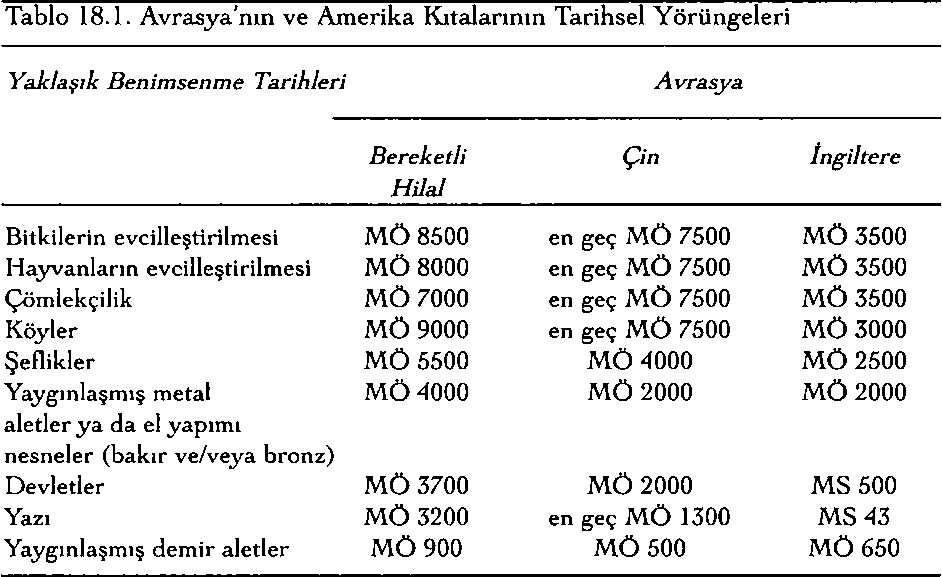 Tablo 18.1. Avrasya'nın ve Amerika Kıtalarının Tarihsel Yörüngeleri
Yaklaşık Benimsenme Tarihleri Avrasya
Bereketli Çin İngiltere
Hilal
Bitkilerin evcilleştirilmesi MÖ 8500 en geç MÖ 7500 MÖ 3500
Hayvanların evcilleştirilmesi MÖ 8000 en geç MÖ 7500 MÖ 3500
Çömlekçilik MÖ 7000 en geç MÖ 7500 MÖ 3500
Köyler MÖ 9000 en geç MÖ 7500 MÖ 3000
Şeflikler MÖ 5500 MÖ 4000 MÖ 2500
Yaygınlaşmış metal MÖ 4000 MÖ 2000 MÖ 2000
aletler ya da el yapımı
nesneler (bakır ve/veya bronz)
Devletler MÖ 3700 MÖ 2000 MS 500
Yazı MÖ 3200 en geç MÖ 1300 MS 43
Yaygınlaşmış demir aletler MÖ 900 MÖ 500 MÖ 650